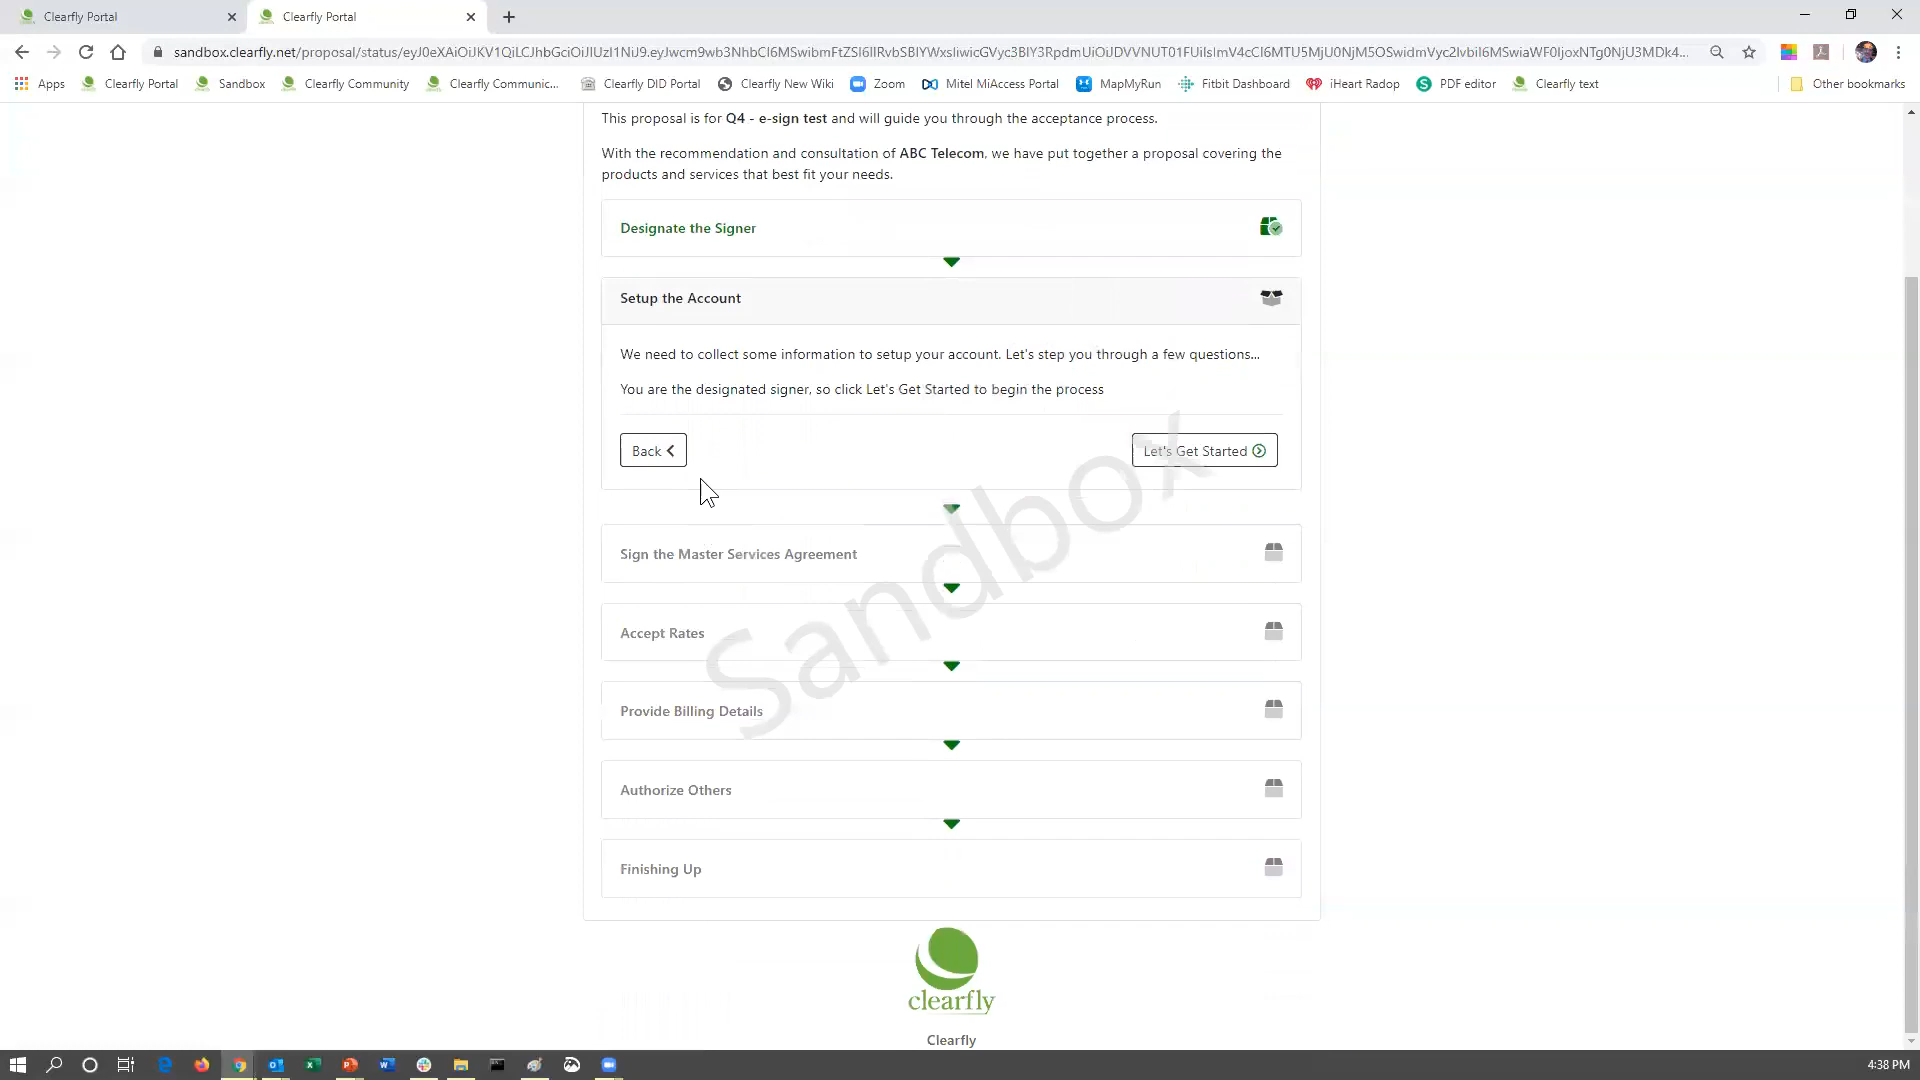 Clearfly Portal
Clearfly Portal
sandbox.clearfly.net/proposal/status/
Apps
Clearfly Portal
Sandbox
Clearfly Community
Clearfly Communic...
Clearfly DID Portal
Clearfly New Wiki
Zoom
Mitel MiAccess Portal
MapMyRun
Fitbit Dashboard
iHeart Radop
PDF editor
Clearfly text
Other bookmarks
This proposal is for Q4 - e-sign test and will guide you through the acceptance process.
With the recommendation and consultation of ABC Telecom, we have put together a proposal covering the
products and services that best fit your needs.
Designate the Signer
Setup the Account
We need to collect some information to setup your account. Let's step you through a few questions...
You are the designated signer, so click Let's Get Started to begin the process
Back
Let's Get Started
Sign the Master Services Agreement
Accept Rates
Provide Billing Details
Authorize Others
Finishing Up
Sandbox
clearfly
Clearfly
4:38 PM